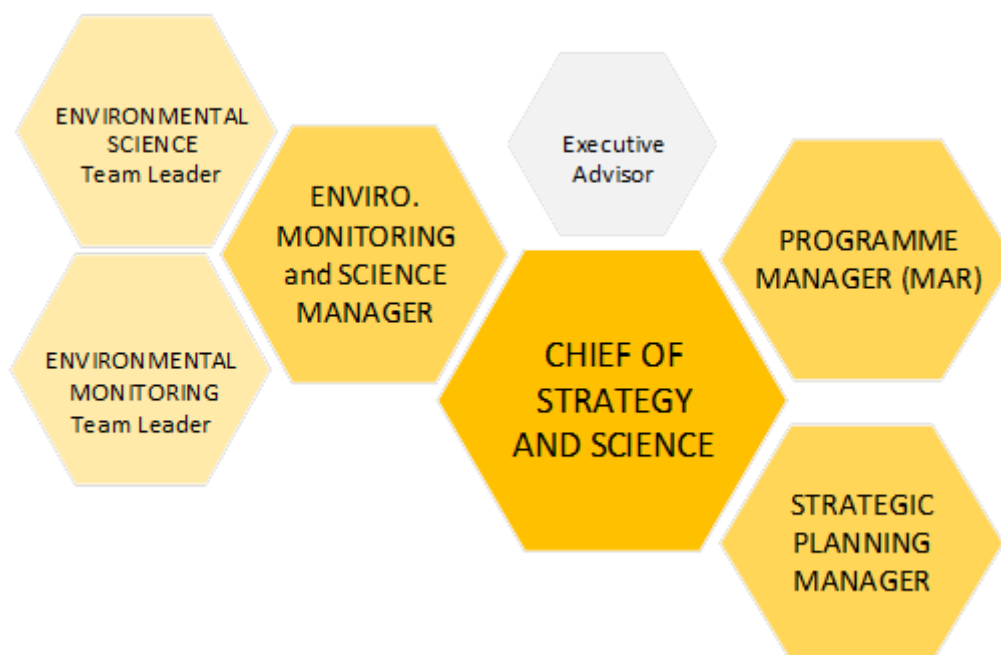 ENVIRONMENTAL
SCIENCE
Team Leader
ENVIRO.
MONITORING
and SCIENCE
MANAGER
Executive
Advisor
PROGRAMME
MANAGER (MAR)
ENVIRONMENTAL
MONITORING
Team Leader
CHIEF OF
STRATEGY
AND SCIENCE
STRATEGIC
PLANNING
MANAGER